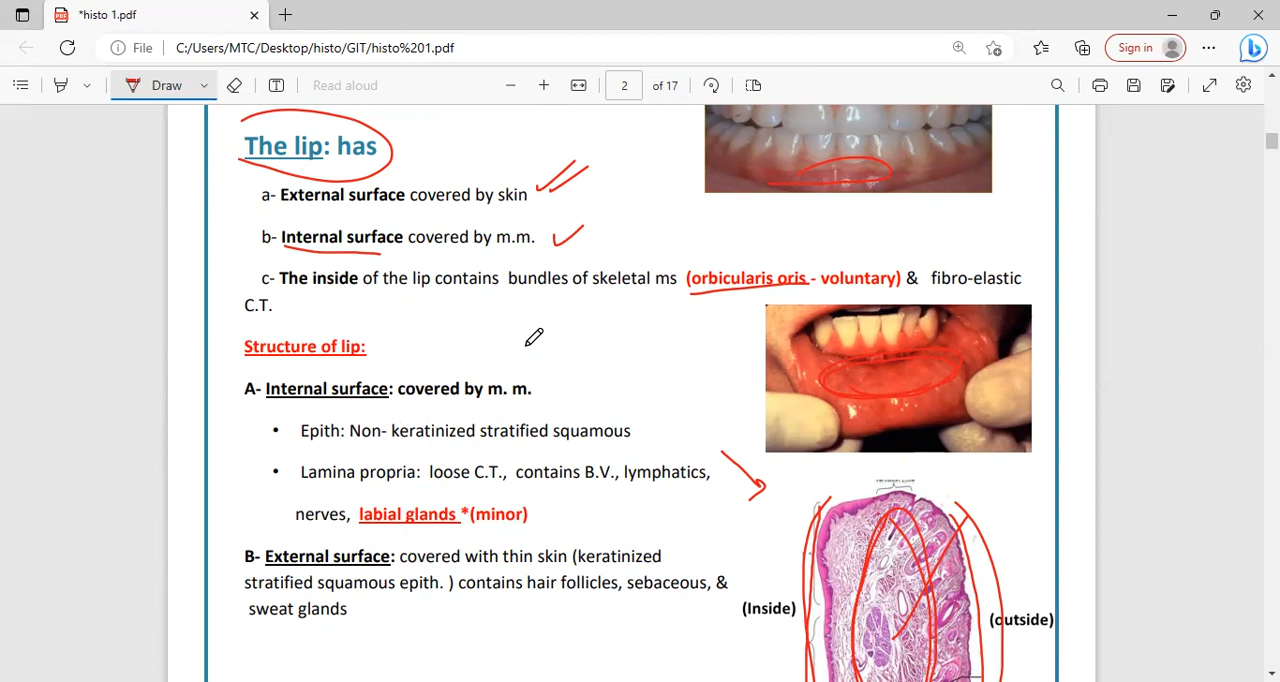 *histo 1.pdf
File C:/Users/MTC/Desktop/histo/GIT/histo%201.pdf
Sign in
Draw
Read aloud
2 of 17
The lip: has
a- External surface covered by skin
b- Internal surface covered by m.m.
c- The inside of the lip contains bundles of skeletal ms (orbicularis oris - voluntary) & fibro-elastic
C.T.
Structure of lip:
A- Internal surface: covered by m. m.
• Epith: Non- keratinized stratified squamous
• Lamina propria: loose C.T., contains B.V., lymphatics,
nerves, labial glands *(minor)
B- External surface: covered with thin skin (keratinized
stratified squamous epith. ) contains hair follicles, sebaceous, &
sweat glands
(Inside)
(outside)